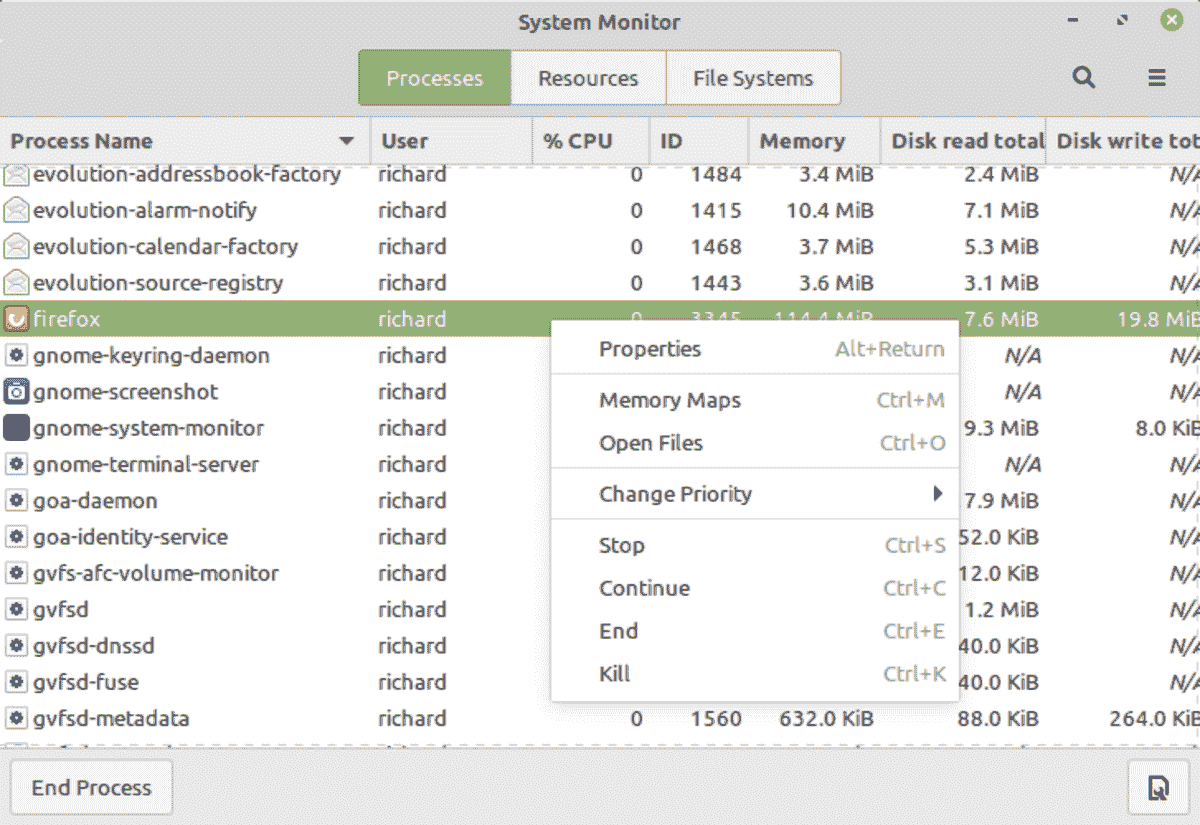 System Monitor
Processes Resources File Systems
Process Name User % CPU ID Memory Disk read total Disk write tot
evolution-addressbook-factory richard 0 1484 3.4 MiB 2.4 MiB N/A
evolution-alarm-notify richard 0 1415 10.4 MiB 7.1 MiB N/A
evolution-calendar-factory richard 0 1468 3.7 MiB 5.3 MiB N/A
evolution-source-registry richard 0 1443 3.6 MiB 3.1 MiB N/A
firefox richard 0 3345 114.4 MiB 7.6 MiB 19.8 MiB
Properties Alt+Return
gnome-keyring-daemon richard N/A N/A
gnome-screenshot richard Memory Maps Ctrl+M N/A N/A
gnome-system-monitor richard Open Files Ctrl+O 9.3 MiB 8.0 KiB
gnome-terminal-server richard N/A N/A
goa-daemon richard Change Priority 7.9 MiB N/A
goa-identity-service richard Stop Ctrl+S 52.0 KiB N/A
gvfs-afc-volume-monitor richard Continue Ctrl+C 12.0 KiB N/A
gvfsd richard 1.2 MiB N/A
gvfsd-dnssd richard End Ctrl+E 40.0 KiB N/A
gvfsd-fuse richard Kill Ctrl+K 40.0 KiB N/A
gvfsd-metadata richard 0 1560 632.0 KiB 88.0 KiB 264.0 KiB
End Process